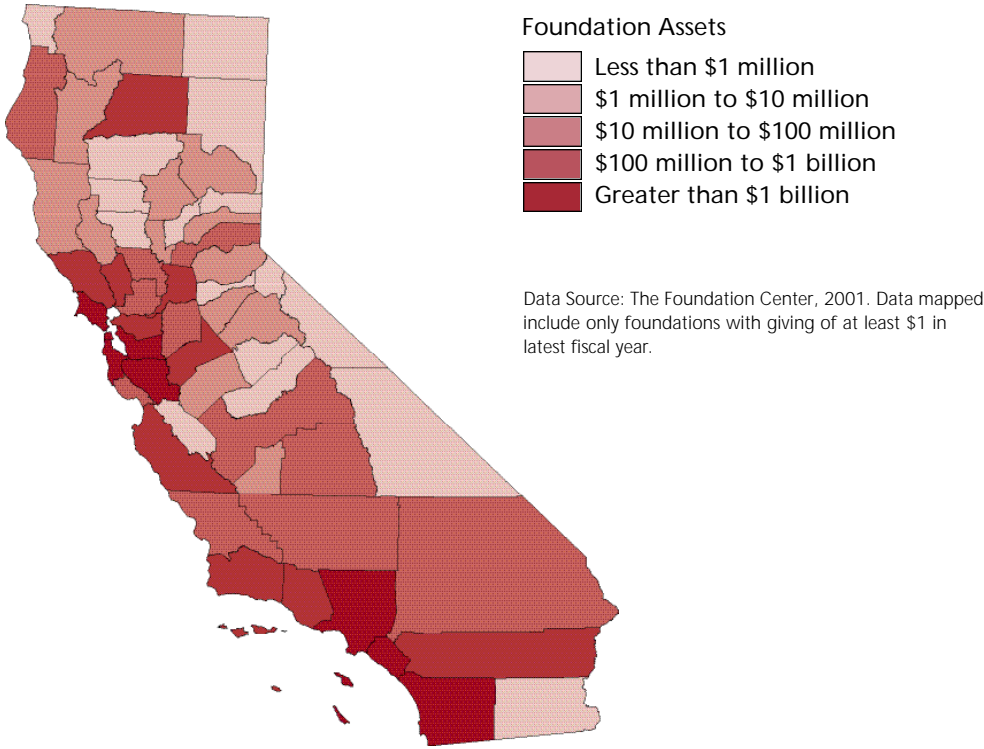 Foundation Assets
Less than $1 million
$1 million to $10 million
$10 million to $100 million
$100 million to $1 billion
Greater than $1 billion
Data Source: The Foundation Center, 2001. Data mapped
include only foundations with giving of at least $1 in
latest fiscal year.